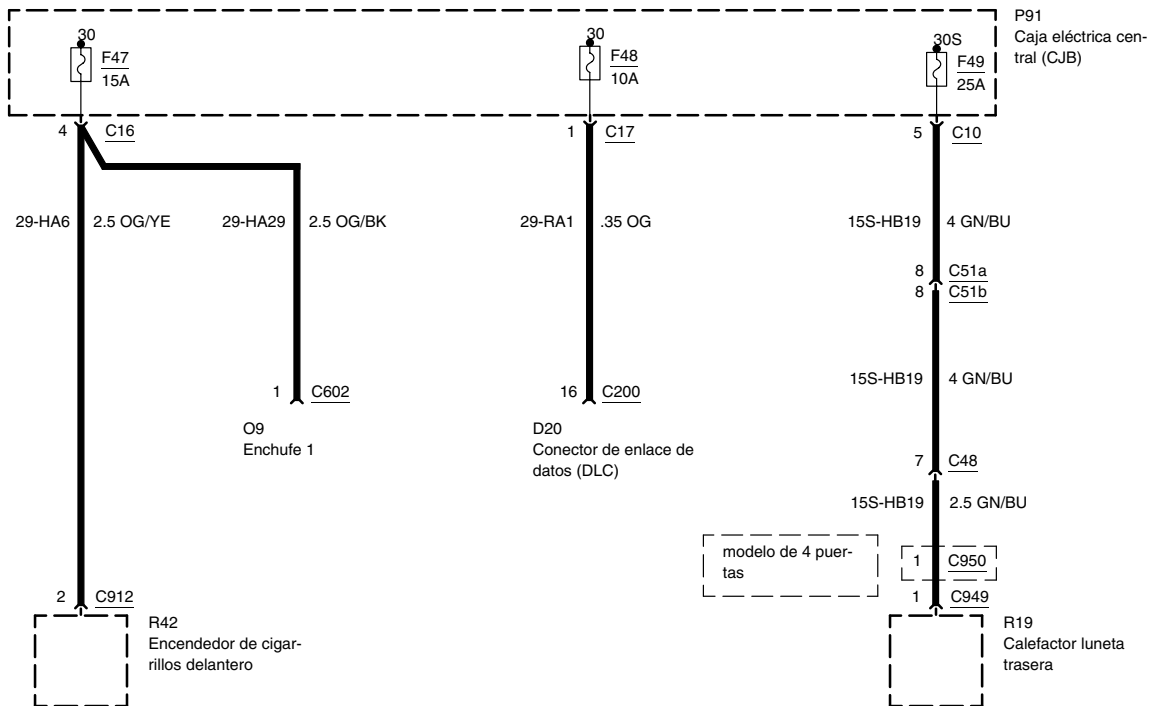 P91
Caja eléctrica cen-
tral (CJB)
30
F47
15A
30
F48
10A
30S
F49
25A
4 C16
1 C17
5 C10
29-HA6 2.5 OG/YE
29-HA29 2.5 OG/BK
29-RA1 .35 OG
15S-HB19 4 GN/BU
8 C51a
8 C51b
15S-HB19 4 GN/BU
1 C602
16 C200
O9
Enchufe 1
D20
Conector de enlace de
datos (DLC)
7 C48
15S-HB19 2.5 GN/BU
modelo de 4 puer-
tas
1 C950
2 C912
1 C949
R42
Encendedor de cigar-
rillos delantero
R19
Calefactor luneta
trasera